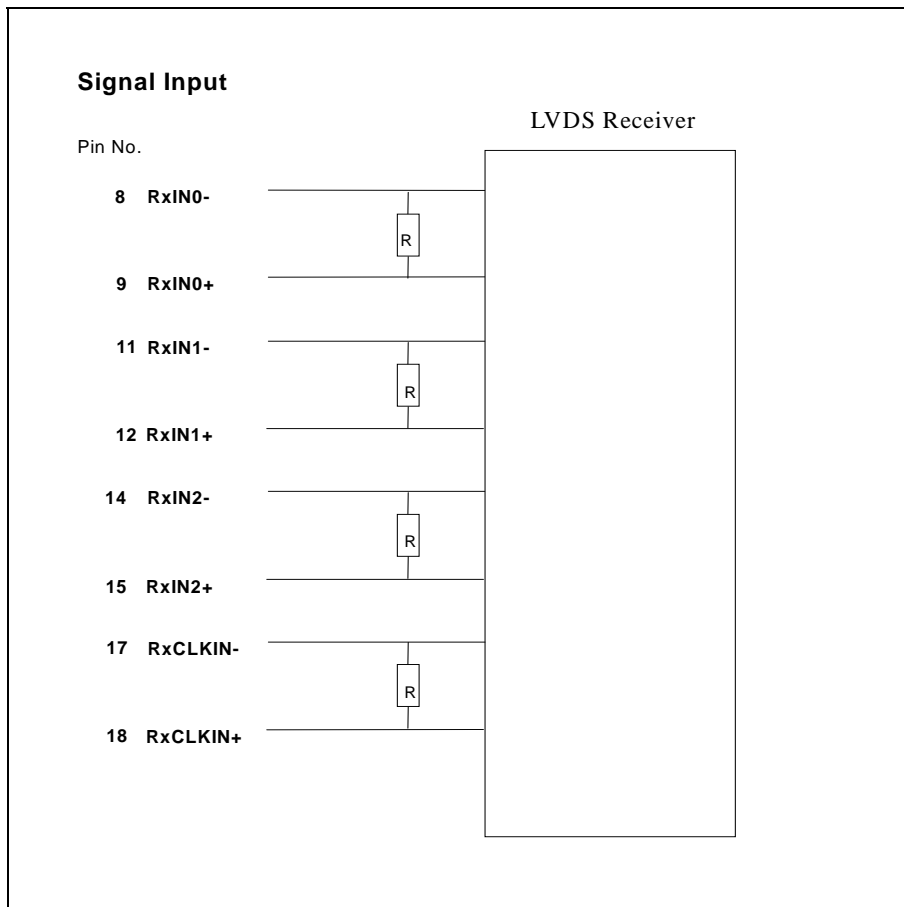 Signal Input
LVDS Receiver
Pin No.
8 RxIN0-
R
9 RxIN0+
11 RxIN1-
R
12 RxIN1+
14 RxIN2-
R
15 RxIN2+
17 RxCLKIN-
R
18 RxCLKIN+